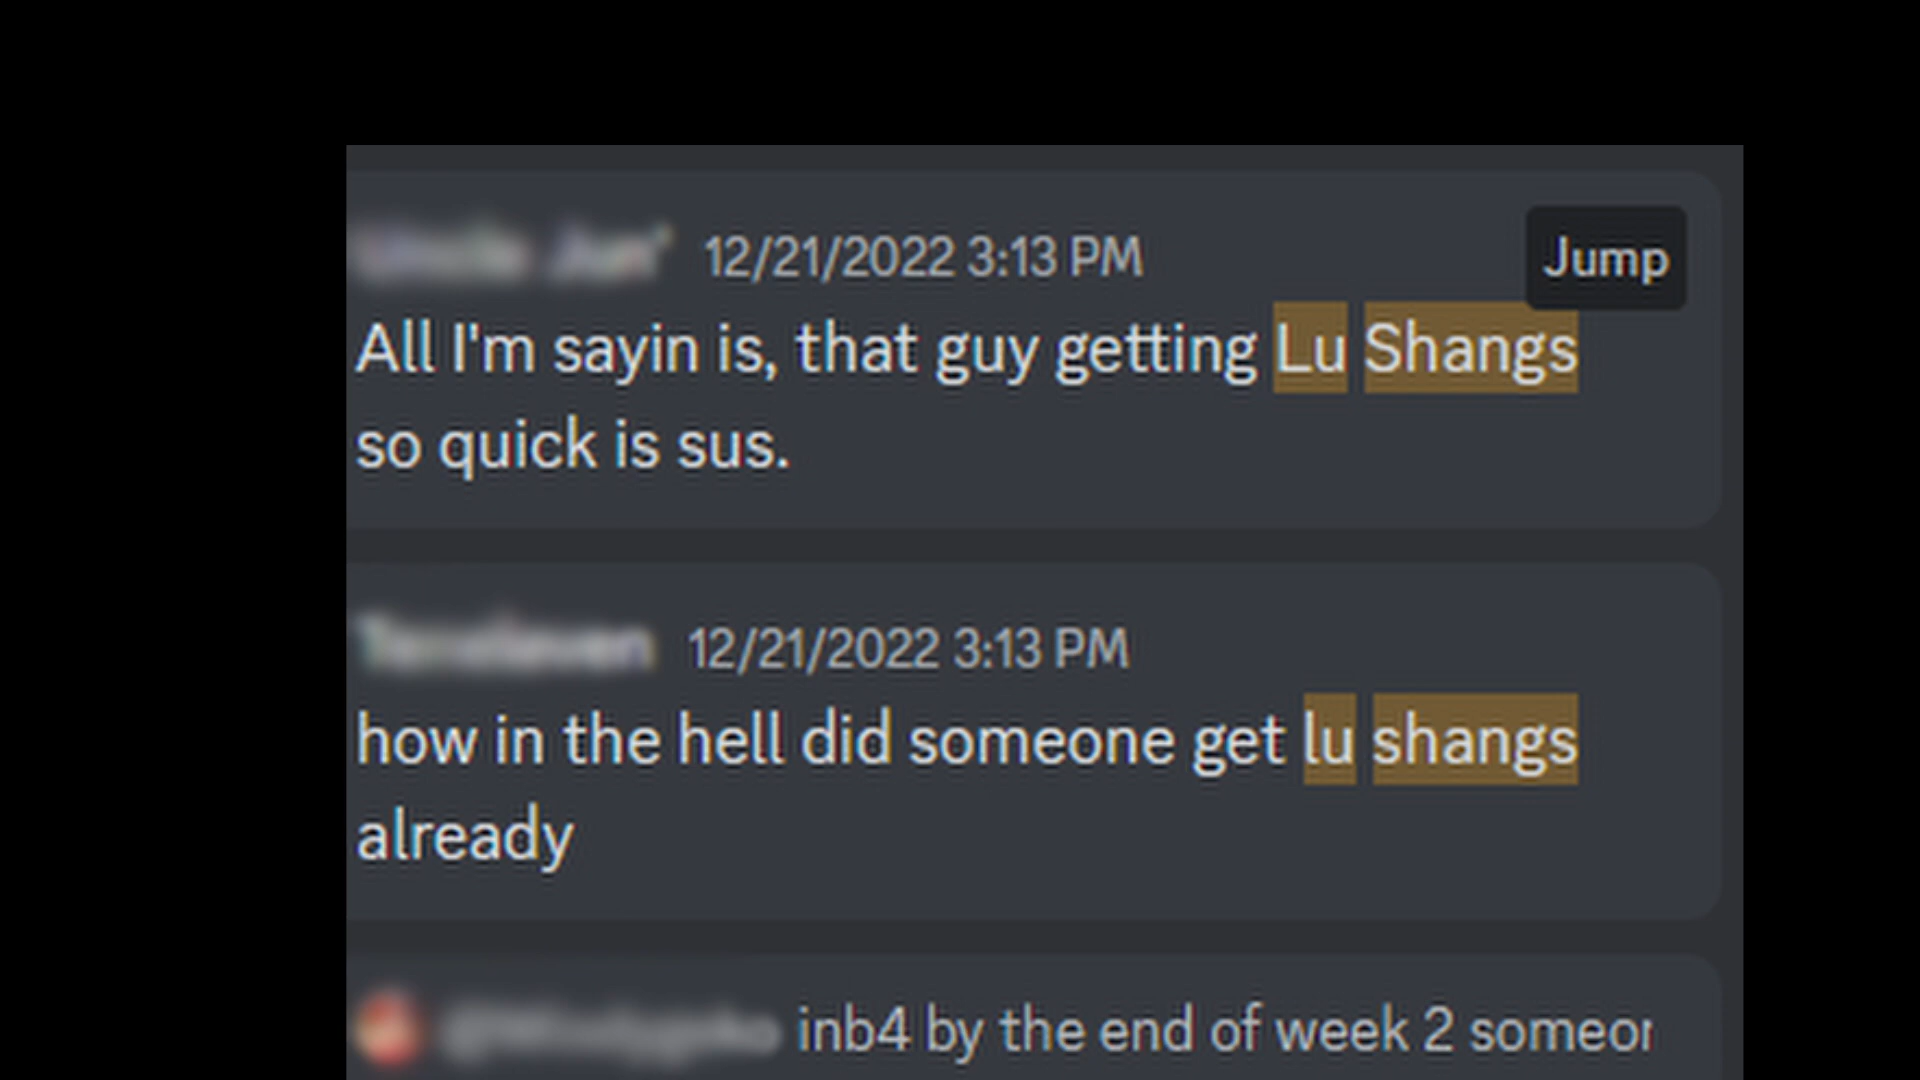 12/21/2022 3:13 PM Jump
All I'm sayin is, that guy getting Lu Shangs
so quick is sus.
12/21/2022 3:13 PM
how in the hell did someone get lu shangs
already
inb4 by the end of week 2